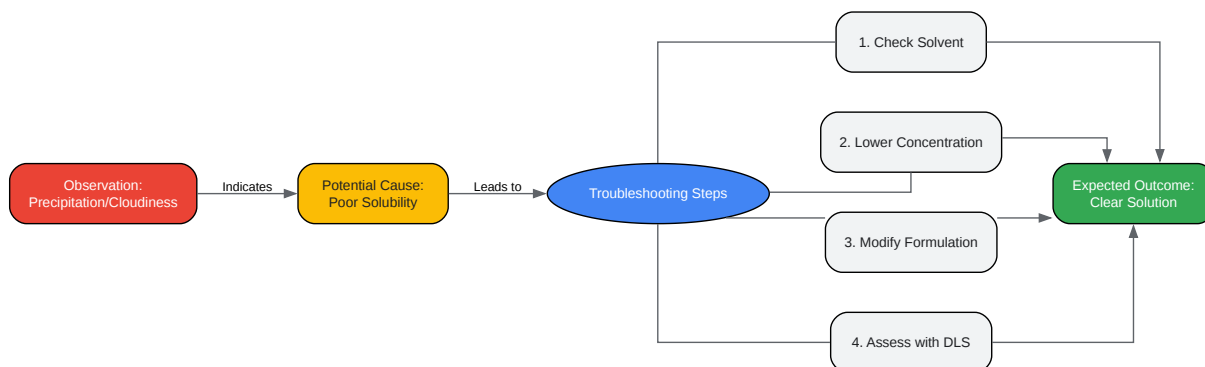 Observation:
Precipitation/Cloudiness
Indicates
Potential Cause:
Poor Solubility
Leads to
Troubleshooting Steps
1. Check Solvent
2. Lower Concentration
3. Modify Formulation
4. Assess with DLS
Expected Outcome:
Clear Solution